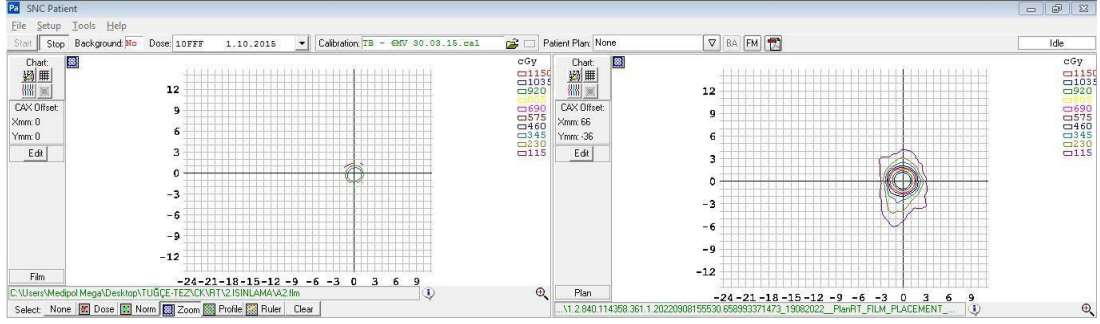 Pa SNC Patient
File Setup Tools Help
Start Stop Background: No Dose: 10FFF 1.10.2015 Calibration: TB - 6MV 30.03.15.cal Patient Plan: None BA FM Idle
Chart:
CAX Offset:
Xmm: 0
Ymm: 0
Edit
12
9
6
3
0
-3
-6
-9
-12
-24 -21 -18 -15 -12 -9 -6 -3 0 3 6 9
cGy
1150
1035
920
690
575
460
345
230
115
Film
C:\Users\Medipol Mega\Desktop\TUĞÇE-TEZ\CK\RT\2.ISINLAMA\A2.flm
Select: None Dose Norm Zoom Profile Ruler Clear
Chart:
CAX Offset:
Xmm: 66
Ymm: -36
Edit
12
9
6
3
0
-3
-6
-9
-12
-24 -21 -18 -15 -12 -9 -6 -3 0 3 6 9
cGy
1150
1035
920
690
575
460
345
230
115
Plan
...\1.2.840.114358.361.1.20220908155530.658993371473_19082022__PlanRT_FILM_PLACEMENT_...